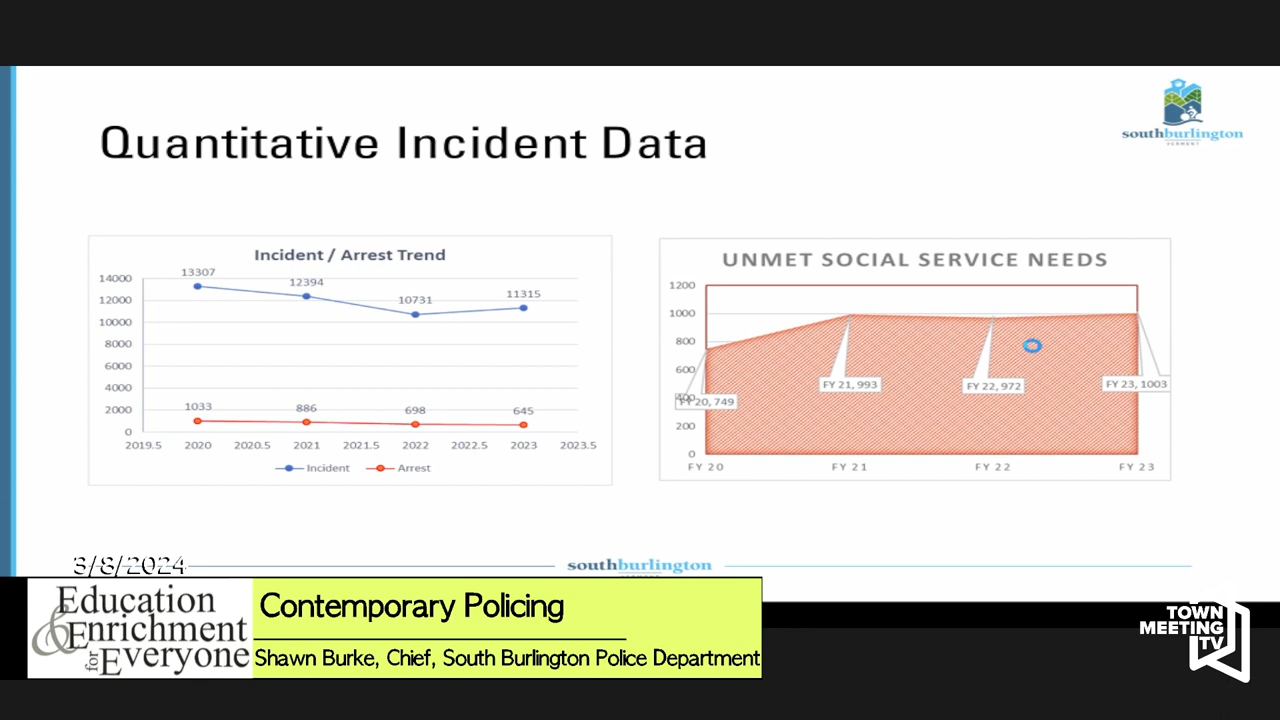 Quantitative Incident Data
southburlington
VERMONT
Incident / Arrest Trend
14000
12000
10000
8000
6000
4000
2000
0
13307
12394
10731
11315
1033
886
698
645
2019.5 2020 2020.5 2021 2021.5 2022 2022.5 2023 2023.5
Incident Arrest
UNMET SOCIAL SERVICE NEEDS
1200
1000
800
600
400
200
0
FY 20, 749
FY 21, 993
FY 22, 972
FY 23, 1003
FY 20 FY 21 FY 22 FY 23
southburlington
3/8/2024
Education
& Enrichment
for Everyone
Contemporary Policing
Shawn Burke, Chief, South Burlington Police Department
TOWN
MEETING
TV